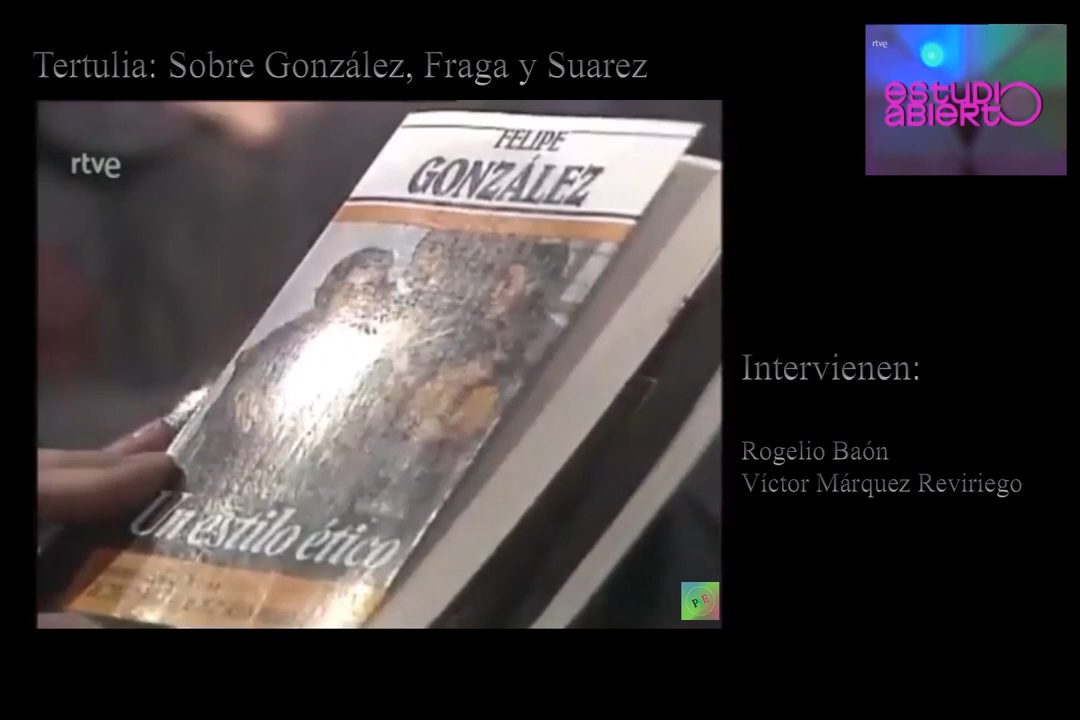 Tertulia: Sobre González, Fraga y Suarez
rtve
estudio
abierto
rtve
FELIPE
GONZÁLEZ
Un estilo ético
Intervienen:
Rogelio Baón
Víctor Márquez Reviriego